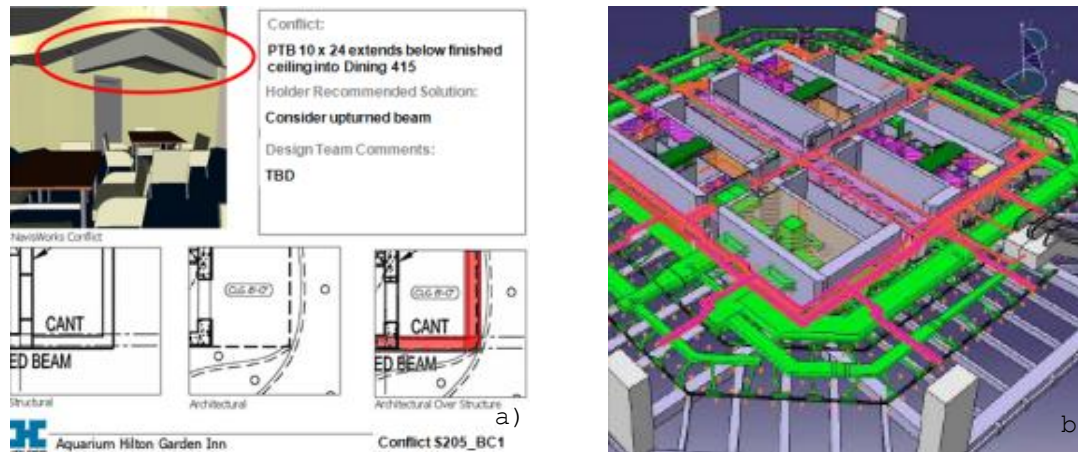 Conflict:
PTB 10 x 24 extends below finished
ceiling into Dining 415
Holder Recommended Solution:
Consider upturned beam
Design Team Comments:
TBD
NavisWorks Conflict
CANT
ED BEAM
Structural
CLG. 8'-0"
Architectural
CLG. 8'-0"
CANT
ED BEAM
Architectural Over Structure
a)
H
Aquarium Hilton Garden Inn
Conflict S205_BC1
b